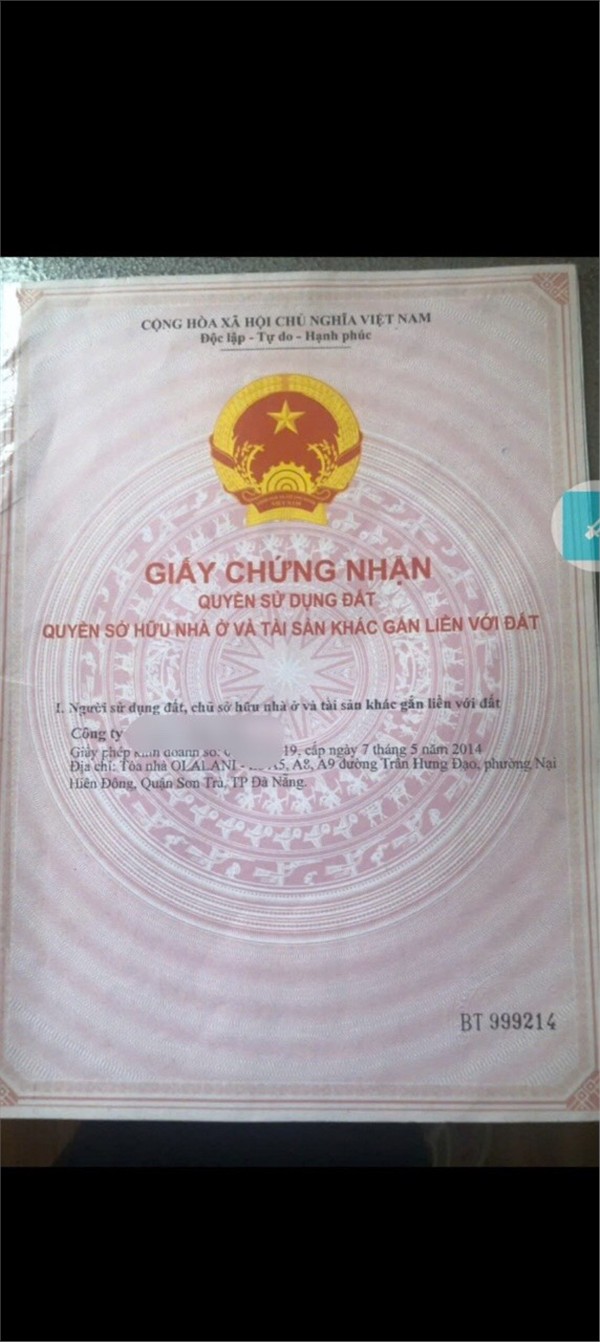 CỘNG HÒA XÃ HỘI CHỦ NGHĨA VIỆT NAM
Độc lập - Tự do - Hạnh phúc
VIỆT NAM
GIẤY CHỨNG NHẬN
QUYỀN SỬ DỤNG ĐẤT
QUYỀN SỞ HỮU NHÀ Ở VÀ TÀI SẢN KHÁC GẮN LIỀN VỚI ĐẤT
I. Người sử dụng đất, chủ sở hữu nhà ở và tài sản khác gắn liền với đất
Công ty
Giấy phép kinh doanh số: 19, cấp ngày 7 tháng 5 năm 2014
Địa chỉ: Tòa nhà OLALANI - A5, A8, A9 đường Trần Hưng Đạo, phường Nại
Hiên Đông, Quận Sơn Trà, TP Đà Nẵng.
BT 999214